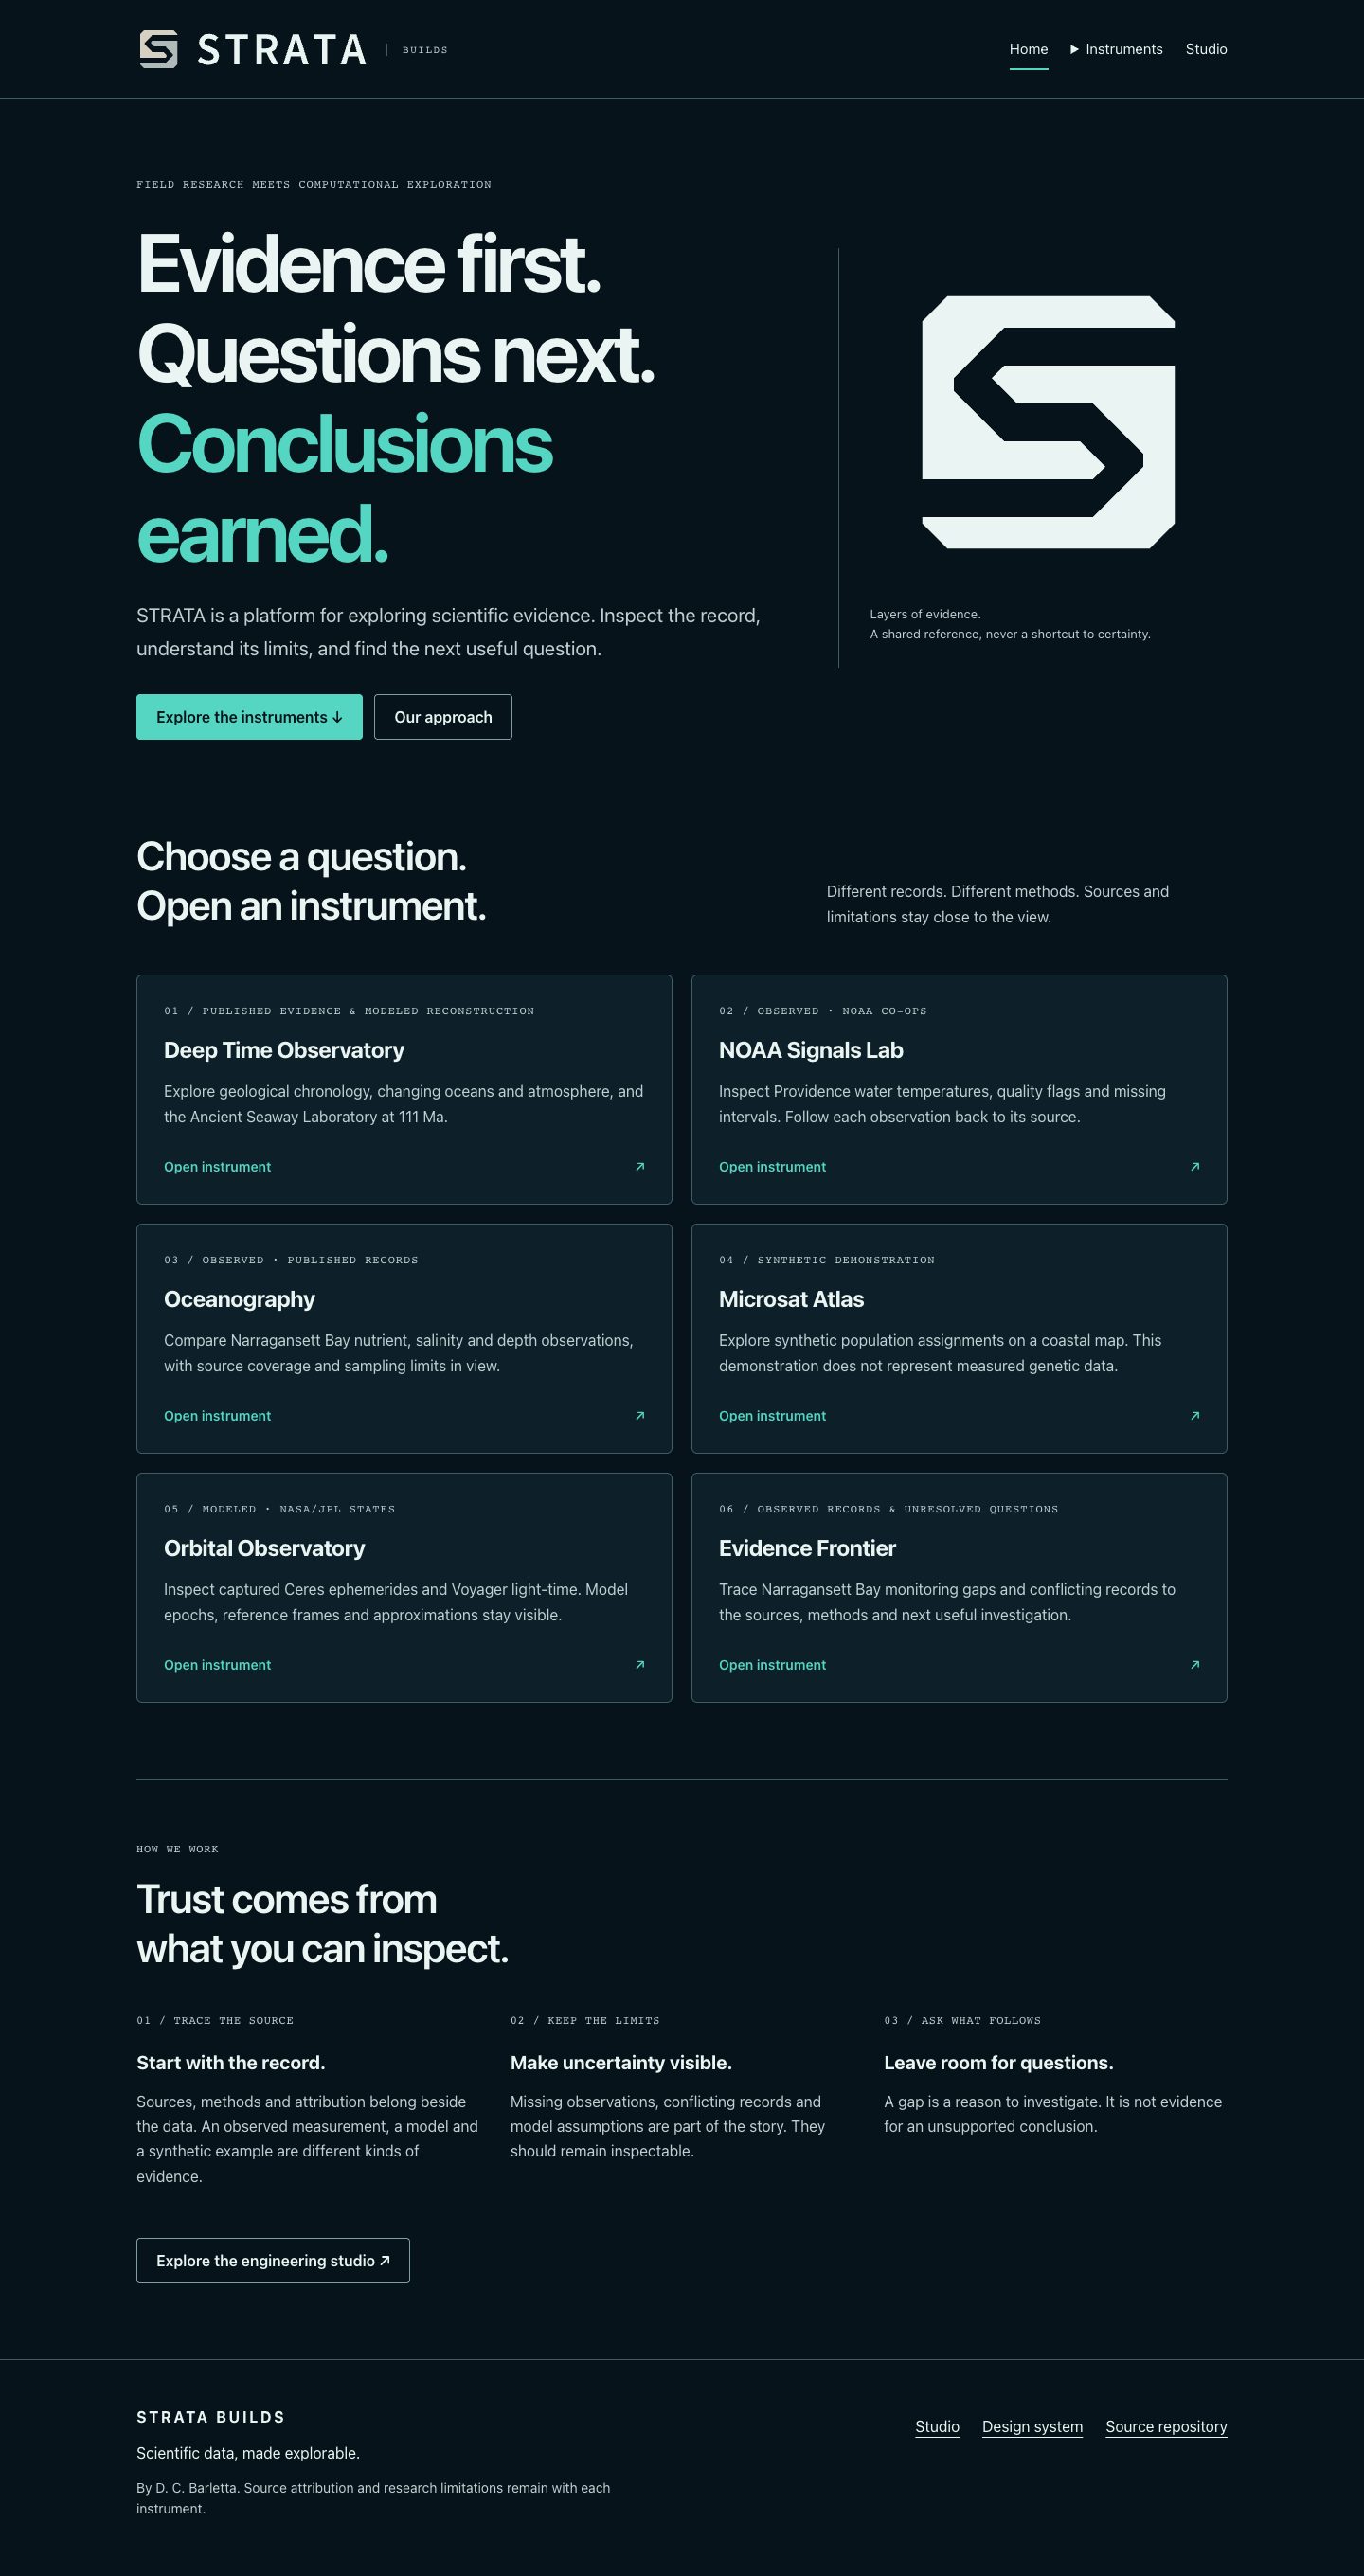 STRATA
BUILDS
Home
▶ Instruments
Studio
FIELD RESEARCH MEETS COMPUTATIONAL EXPLORATION
Evidence first.
Questions next.
Conclusions
earned.
STRATA is a platform for exploring scientific evidence. Inspect the record,
understand its limits, and find the next useful question.
Explore the instruments ↓
Our approach
Layers of evidence.
A shared reference, never a shortcut to certainty.
Choose a question.
Open an instrument.
Different records. Different methods. Sources and
limitations stay close to the view.
01 / PUBLISHED EVIDENCE & MODELED RECONSTRUCTION
Deep Time Observatory
Explore geological chronology, changing oceans and atmosphere, and
the Ancient Seaway Laboratory at 111 Ma.
Open instrument ↗
02 / OBSERVED · NOAA CO-OPS
NOAA Signals Lab
Inspect Providence water temperatures, quality flags and missing
intervals. Follow each observation back to its source.
Open instrument ↗
03 / OBSERVED · PUBLISHED RECORDS
Oceanography
Compare Narragansett Bay nutrient, salinity and depth observations,
with source coverage and sampling limits in view.
Open instrument ↗
04 / SYNTHETIC DEMONSTRATION
Microsat Atlas
Explore synthetic population assignments on a coastal map. This
demonstration does not represent measured genetic data.
Open instrument ↗
05 / MODELED · NASA/JPL STATES
Orbital Observatory
Inspect captured Ceres ephemerides and Voyager light-time. Model
epochs, reference frames and approximations stay visible.
Open instrument ↗
06 / OBSERVED RECORDS & UNRESOLVED QUESTIONS
Evidence Frontier
Trace Narragansett Bay monitoring gaps and conflicting records to
the sources, methods and next useful investigation.
Open instrument ↗
HOW WE WORK
Trust comes from
what you can inspect.
01 / TRACE THE SOURCE
Start with the record.
Sources, methods and attribution belong beside
the data. An observed measurement, a model and
a synthetic example are different kinds of
evidence.
02 / KEEP THE LIMITS
Make uncertainty visible.
Missing observations, conflicting records and
model assumptions are part of the story. They
should remain inspectable.
03 / ASK WHAT FOLLOWS
Leave room for questions.
A gap is a reason to investigate. It is not evidence
for an unsupported conclusion.
Explore the engineering studio ↗
STRATA BUILDS
Scientific data, made explorable.
By D. C. Barletta. Source attribution and research limitations remain with each
instrument.
Studio
Design system
Source repository